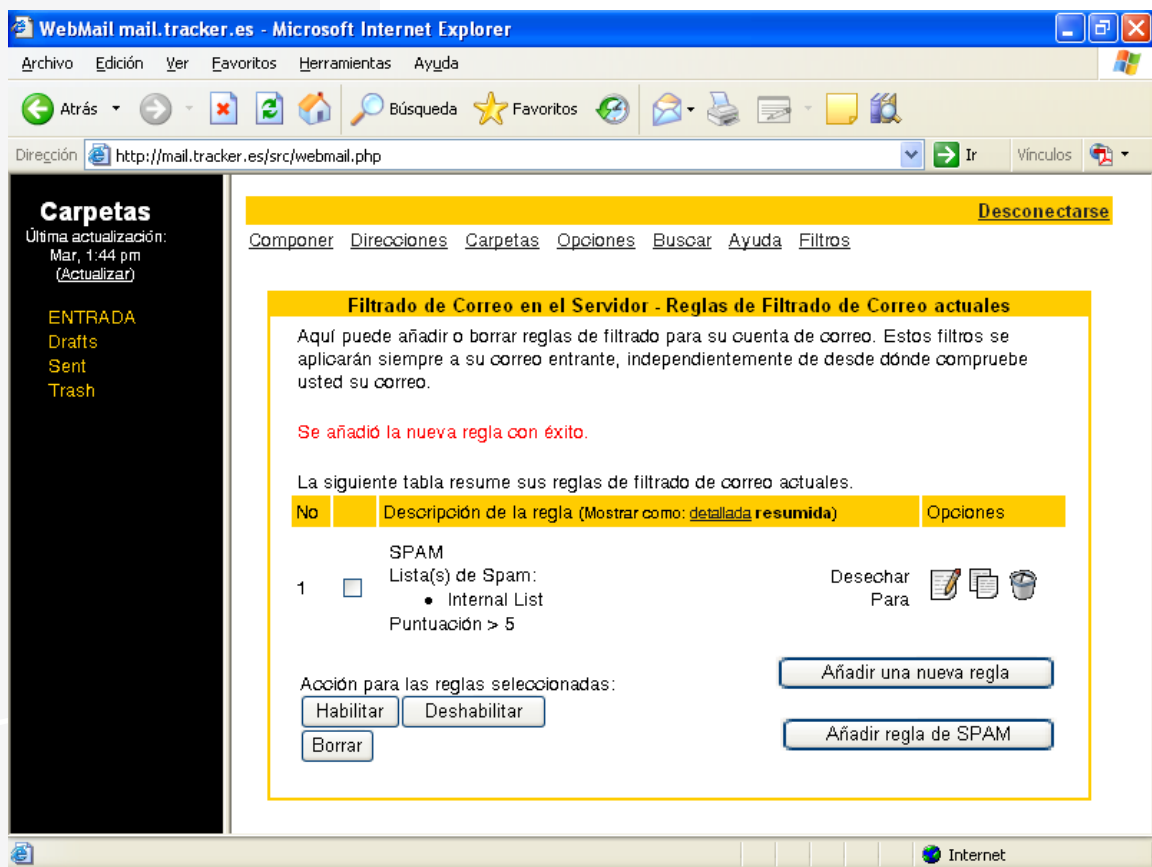 WebMail mail.tracker.es - Microsoft Internet Explorer
Archivo Edición Ver Favoritos Herramientas Ayuda
Atrás Búsqueda Favoritos
Dirección http://mail.tracker.es/src/webmail.php Ir Vínculos
Carpetas
Última actualización:
Mar, 1:44 pm
(Actualizar)
ENTRADA
Drafts
Sent
Trash
Desconectarse
Componer Direcciones Carpetas Opciones Buscar Ayuda Filtros
Filtrado de Correo en el Servidor - Reglas de Filtrado de Correo actuales
Aquí puede añadir o borrar reglas de filtrado para su cuenta de correo. Estos filtros se
aplicarán siempre a su correo entrante, independientemente de desde dónde compruebe
usted su correo.
Se añadió la nueva regla con éxito.
La siguiente tabla resume sus reglas de filtrado de correo actuales.
No Descripción de la regla (Mostrar como: detallada resumida) Opciones
1
SPAM
Lista(s) de Spam:
• Internal List
Puntuación > 5
Desechar
Para
Añadir una nueva regla
Acción para las reglas seleccionadas:
Habilitar Deshabilitar
Añadir regla de SPAM
Borrar
Internet